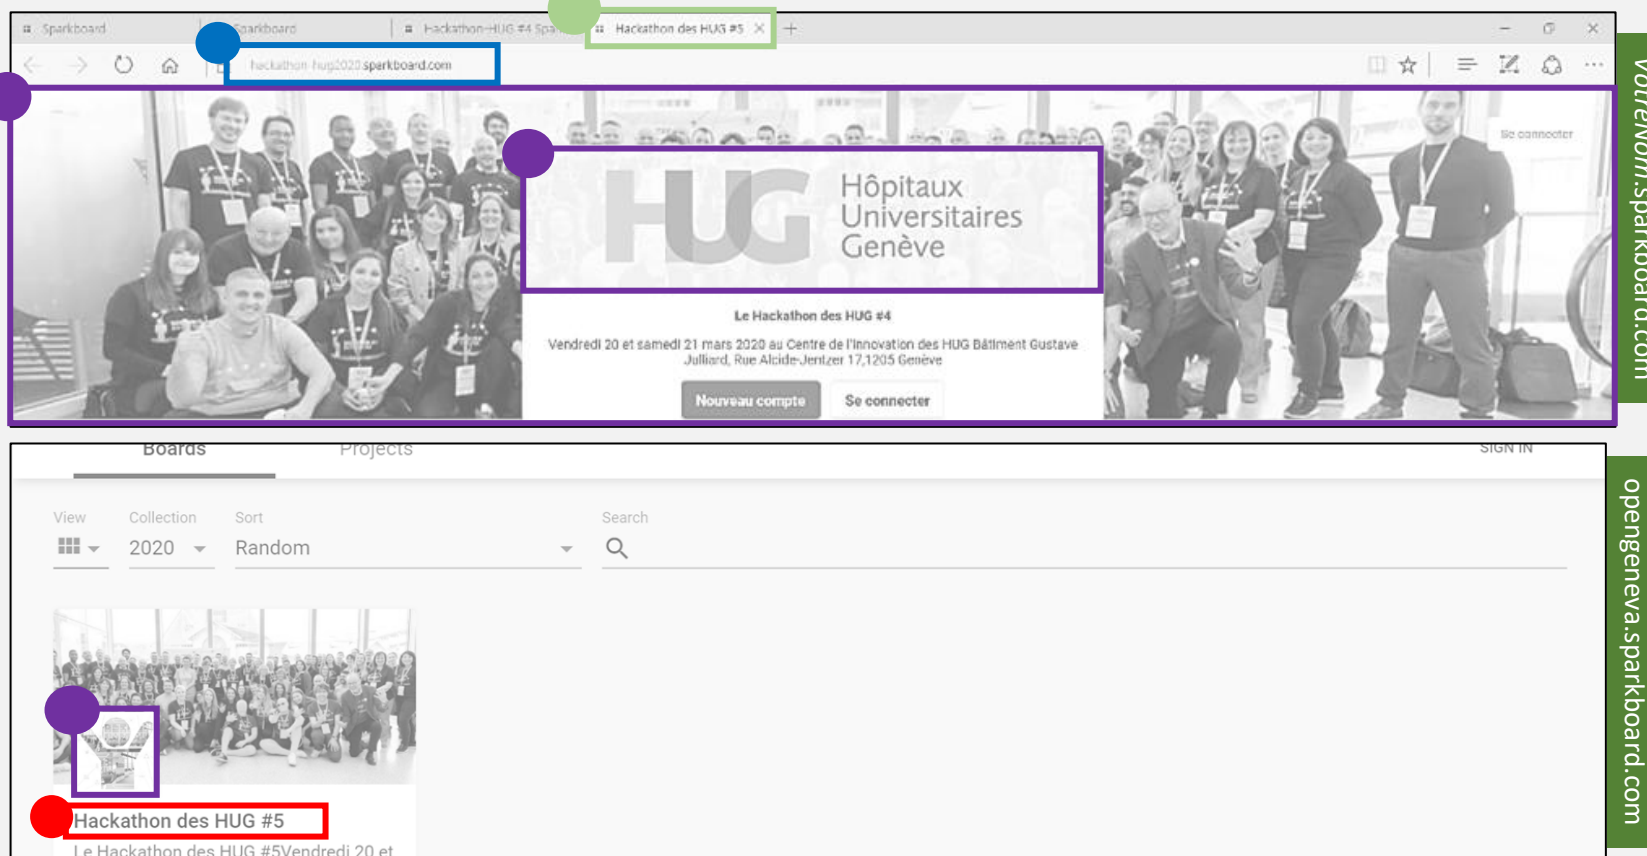 Sparkboard
Sparkboard
Hackathon-HUG #4 Spa
Hackathon des HUG #5
hackathon-hug2020.sparkboard.com
Se connecter
HUG
Hôpitaux
Universitaires
Genève
Le Hackathon des HUG #4
Vendredi 20 et samedi 21 mars 2020 au Centre de l'Innovation des HUG Bâtiment Gustave
Julliard, Rue Alcide-Jentzer 17,1205 Genève
Nouveau compte
Se connecter
VotreNom.sparkboard.com
Boards
Projects
SIGN IN
View
Collection
Sort
Search
2020
Random
Hackathon des HUG #5
Le Hackathon des HUG #5Vendredi 20 et
opengeneva.sparkboard.com